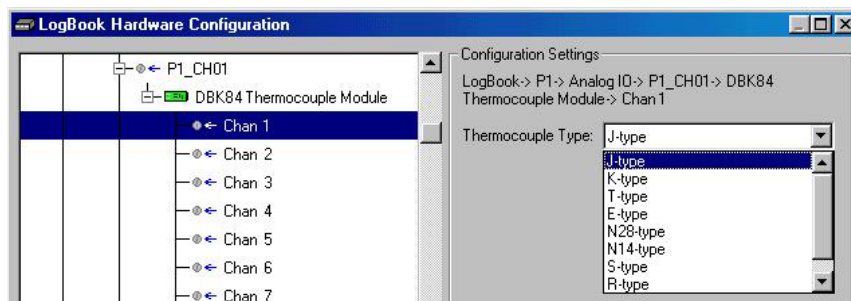 LogBook Hardware Configuration
P1_CH01
DBK84 Thermocouple Module
Chan 1
Chan 2
Chan 3
Chan 4
Chan 5
Chan 6
Chan 7
Configuration Settings
LogBook-> P1-> Analog IO-> P1_CH01-> DBK84
Thermocouple Module-> Chan 1
Thermocouple Type: J-type
J-type
K-type
T-type
E-type
N28-type
N14-type
S-type
R-type